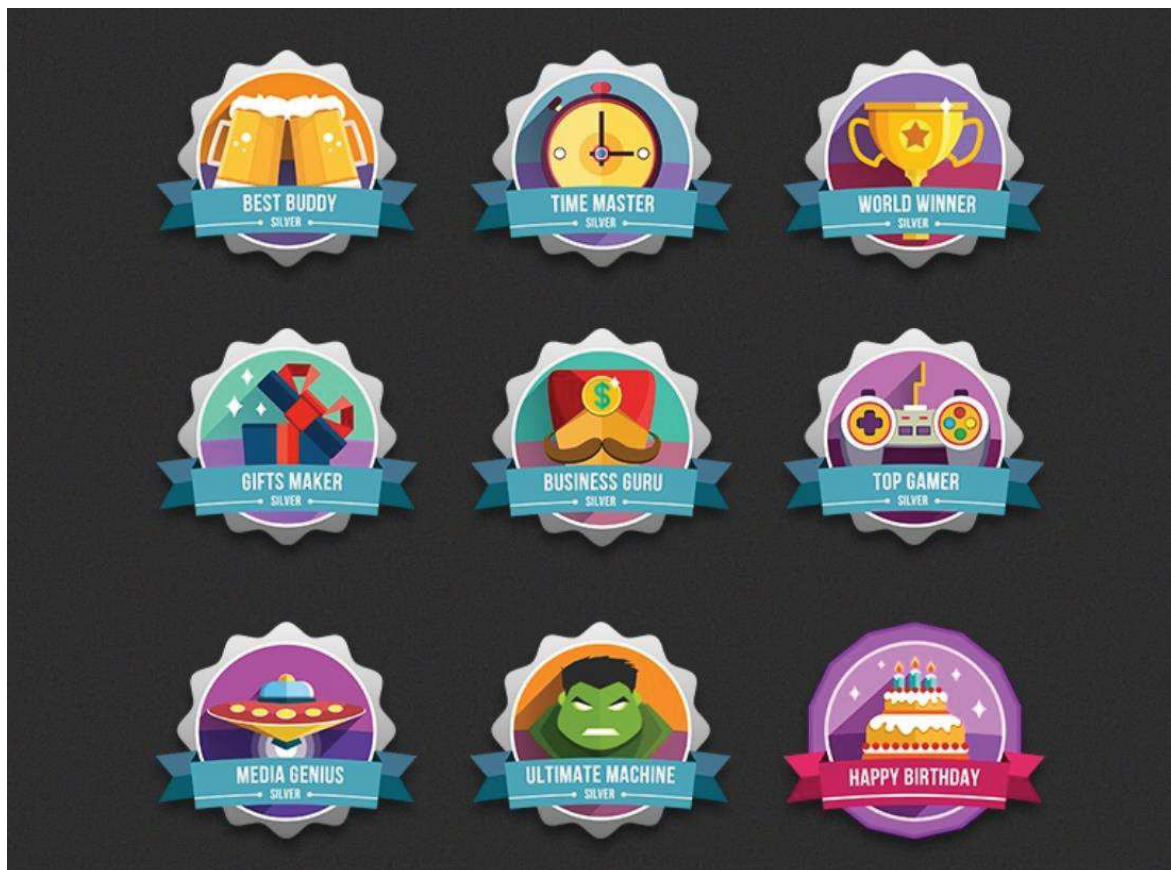 BEST BUDDY
SILVER
TIME MASTER
SILVER
WORLD WINNER
SILVER
GIFTS MAKER
SILVER
$
BUSINESS GURU
SILVER
TOP GAMER
SILVER
MEDIA GENIUS
SILVER
ULTIMATE MACHINE
SILVER
HAPPY BIRTHDAY